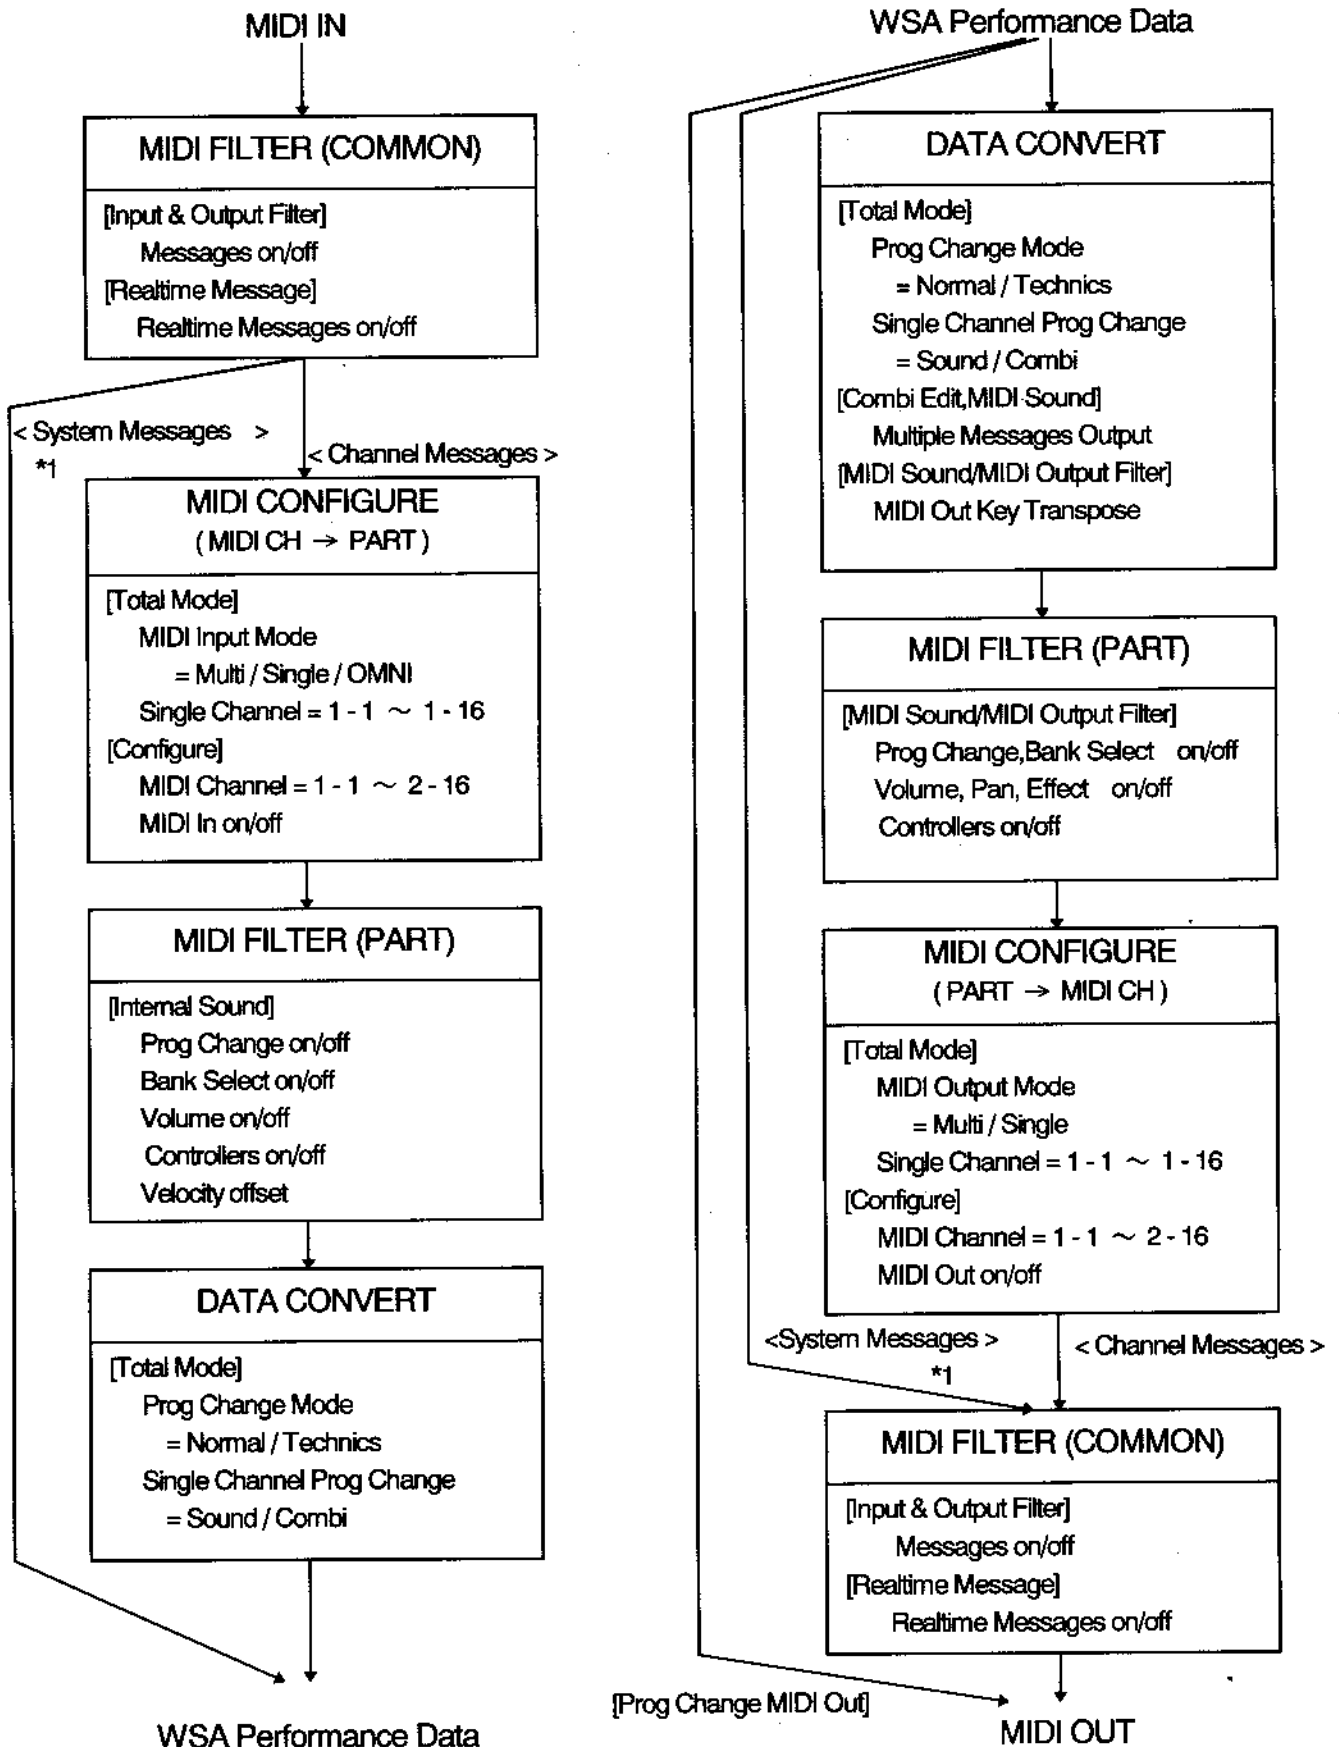 MIDI IN
MIDI FILTER (COMMON)
[Input & Output Filter]
Messages on/off
[Realtime Message]
Realtime Messages on/off
< System Messages >
*1
< Channel Messages >
MIDI CONFIGURE
( MIDI CH → PART )
[Total Mode]
MIDI Input Mode
= Multi / Single / OMNI
Single Channel = 1 - 1 ～ 1 - 16
[Configure]
MIDI Channel = 1 - 1 ～ 2 - 16
MIDI In on/off
MIDI FILTER (PART)
[Internal Sound]
Prog Change on/off
Bank Select on/off
Volume on/off
Controllers on/off
Velocity offset
DATA CONVERT
[Total Mode]
Prog Change Mode
= Normal / Technics
Single Channel Prog Change
= Sound / Combi
WSA Performance Data
WSA Performance Data
DATA CONVERT
[Total Mode]
Prog Change Mode
= Normal / Technics
Single Channel Prog Change
= Sound / Combi
[Combi Edit,MIDI Sound]
Multiple Messages Output
[MIDI Sound/MIDI Output Filter]
MIDI Out Key Transpose
MIDI FILTER (PART)
[MIDI Sound/MIDI Output Filter]
Prog Change,Bank Select on/off
Volume, Pan, Effect on/off
Controllers on/off
MIDI CONFIGURE
( PART → MIDI CH )
[Total Mode]
MIDI Output Mode
= Multi / Single
Single Channel = 1 - 1 ～ 1 - 16
[Configure]
MIDI Channel = 1 - 1 ～ 2 - 16
MIDI Out on/off
<System Messages >
*1
< Channel Messages >
MIDI FILTER (COMMON)
[Input & Output Filter]
Messages on/off
[Realtime Message]
Realtime Messages on/off
[Prog Change MIDI Out]
MIDI OUT